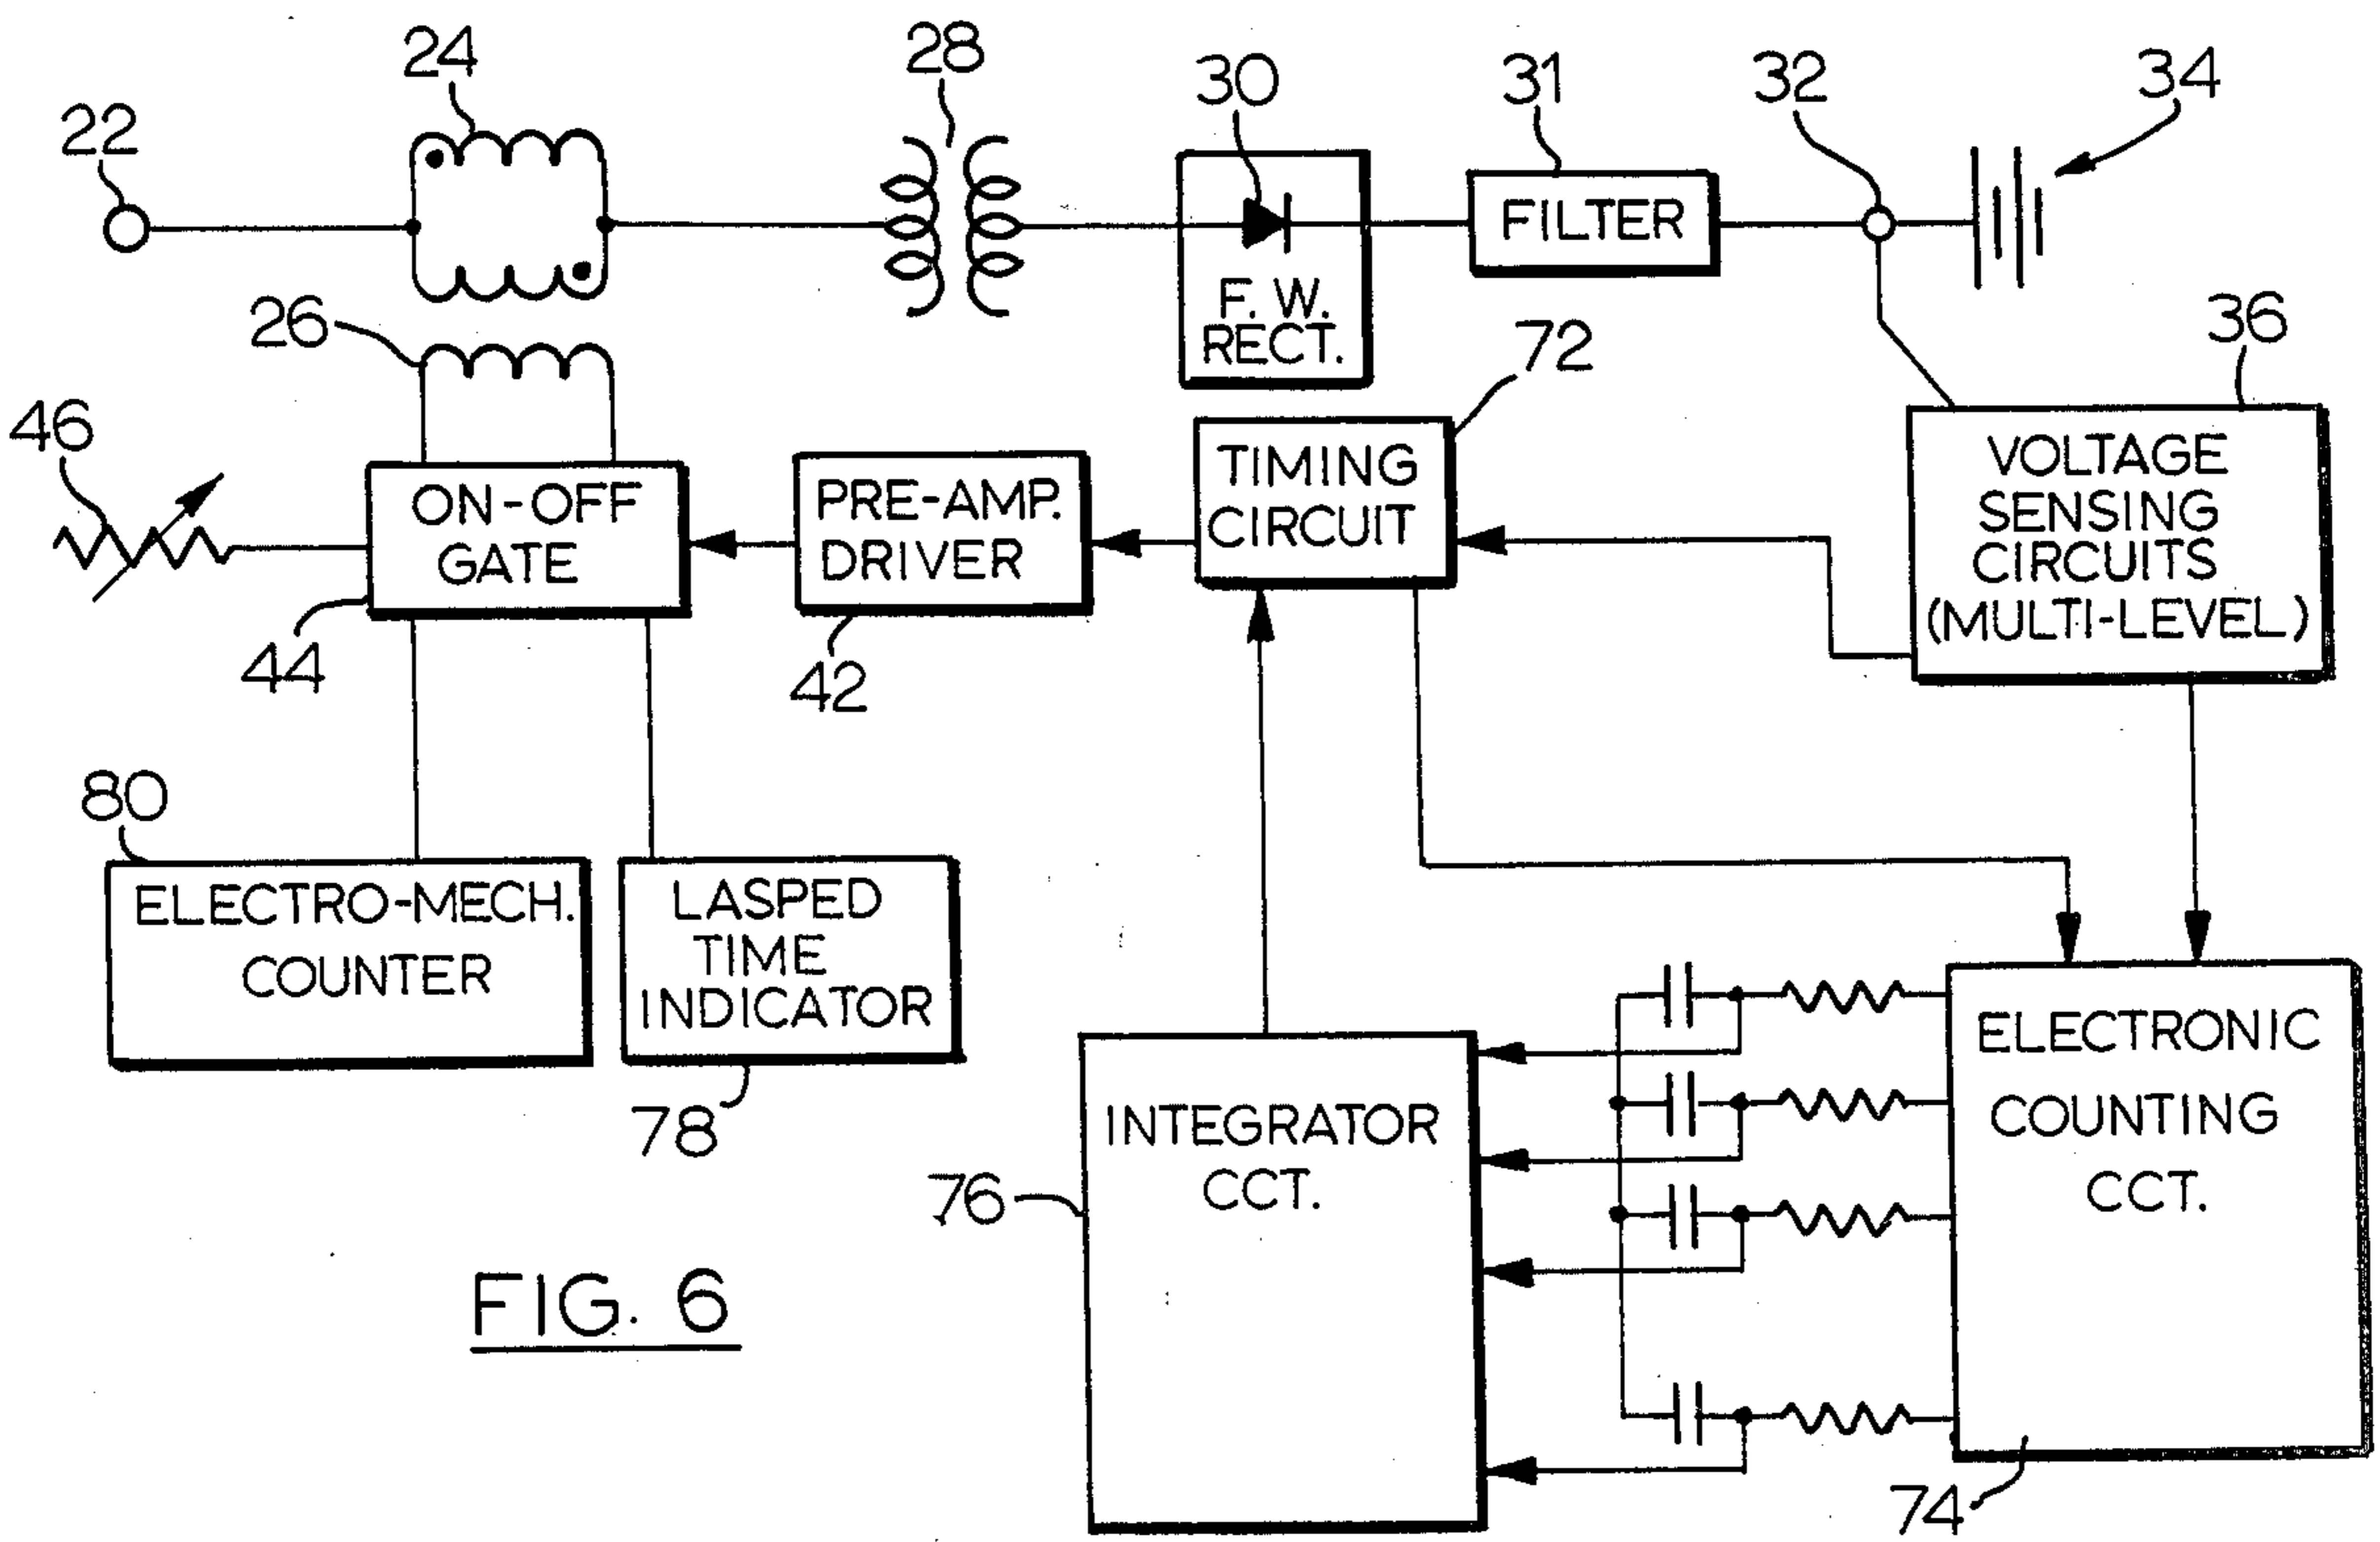 22
24
28
30
31
32
34
F. W.
RECT.
FILTER
26
46
72
36
ON-OFF
GATE
44
PRE-AMP.
DRIVER
42
TIMING
CIRCUIT
VOLTAGE
SENSING
CIRCUITS
(MULTI-LEVEL)
80
ELECTRO-MECH.
COUNTER
LASPED
TIME
INDICATOR
78
INTEGRATOR
CCT.
76
ELECTRONIC
COUNTING
CCT.
74
FIG. 6